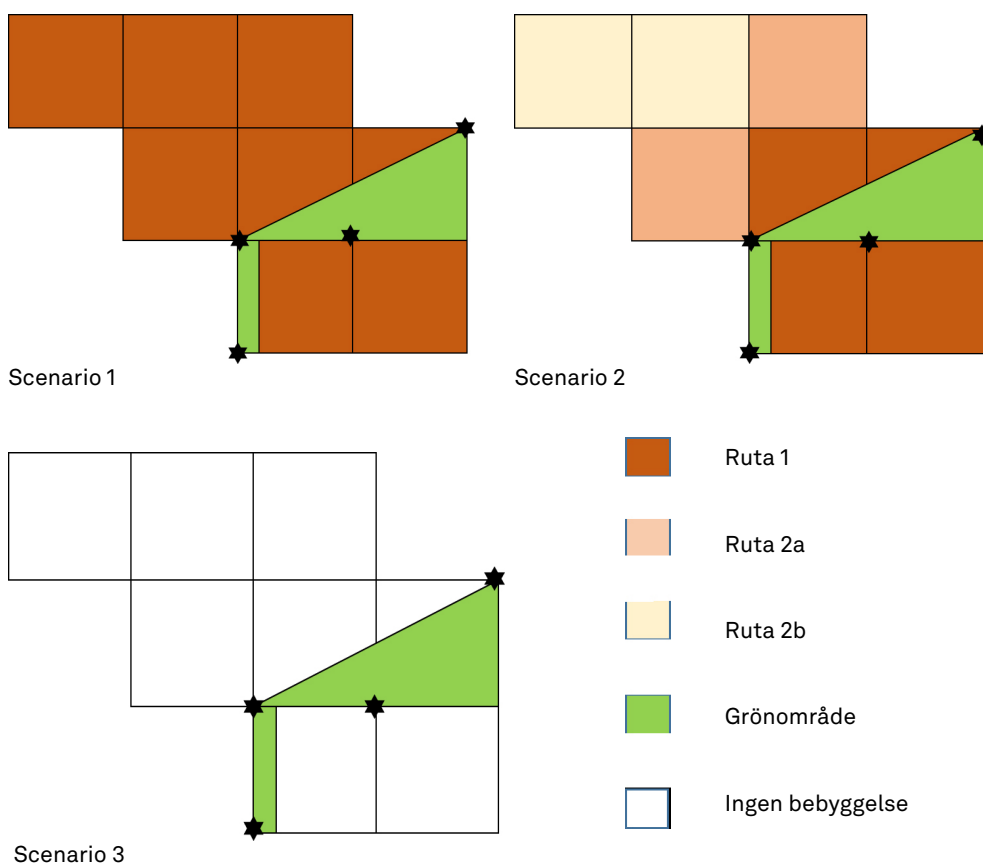 Scenario 1
Scenario 2
Ruta 1
Ruta 2a
Ruta 2b
Grönområde
Ingen bebyggelse
Scenario 3